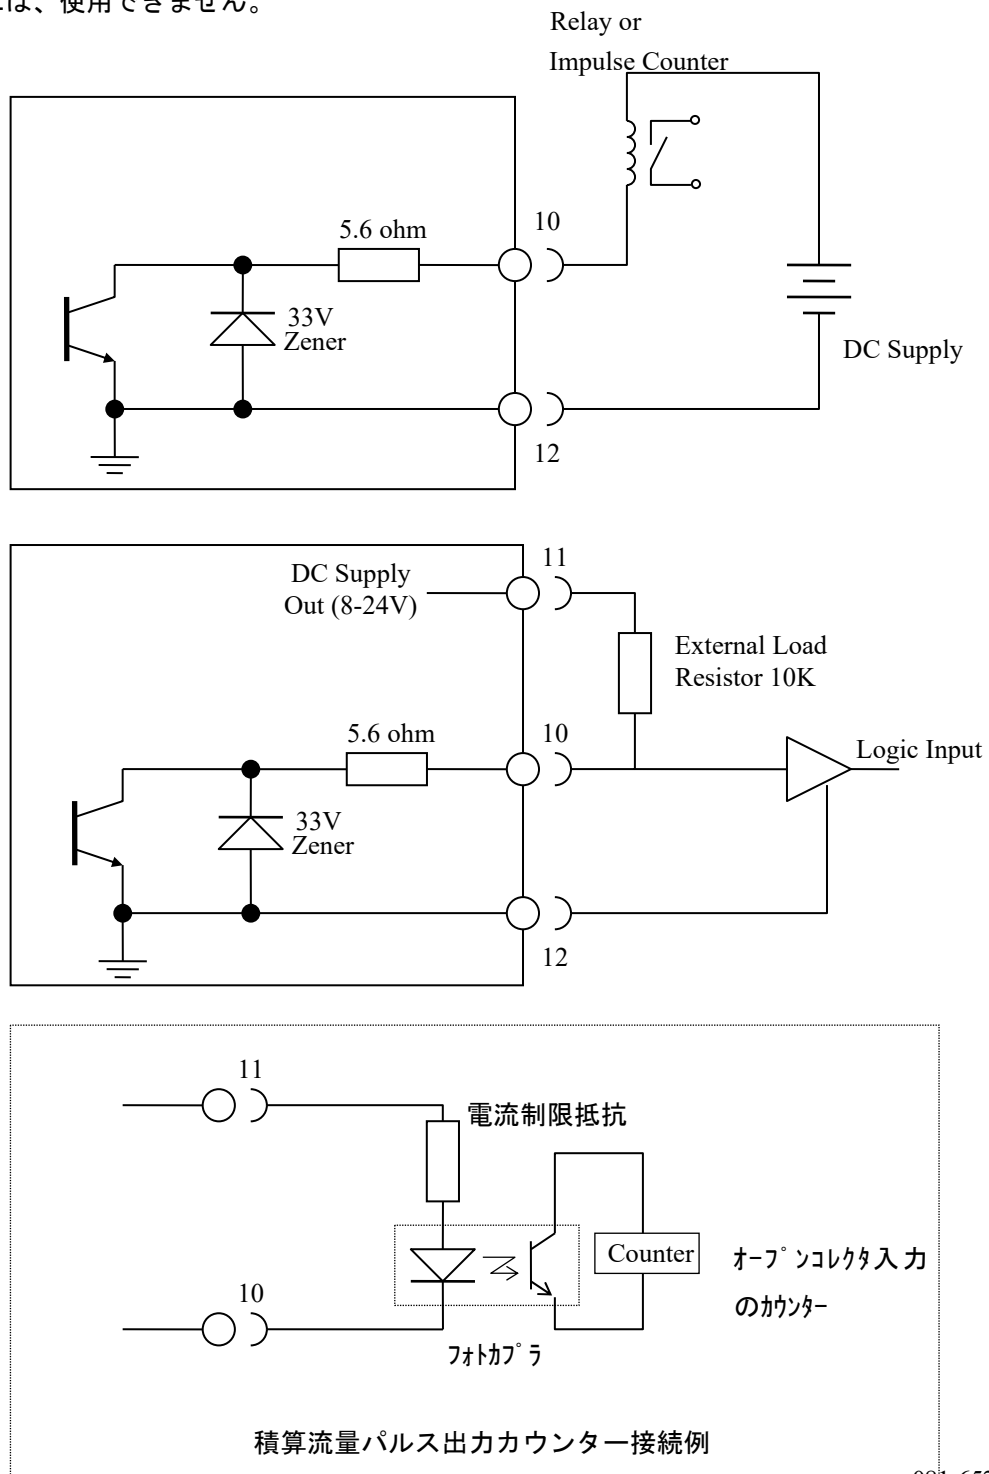 は、使用できません。
Relay or
Impulse Counter
10
5.6 ohm
33V
Zener
DC Supply
12
11
DC Supply
Out (8-24V)
External Load
Resistor 10K
5.6 ohm
10
Logic Input
33V
Zener
12
11
電流制限抵抗
Counter
ｵｰﾌﾟﾝｺﾚｸﾀ入力
のｶｳﾝﾀｰ
10
ﾌｫﾄｶﾌﾟﾗ
積算流量パルス出力カウンター接続例